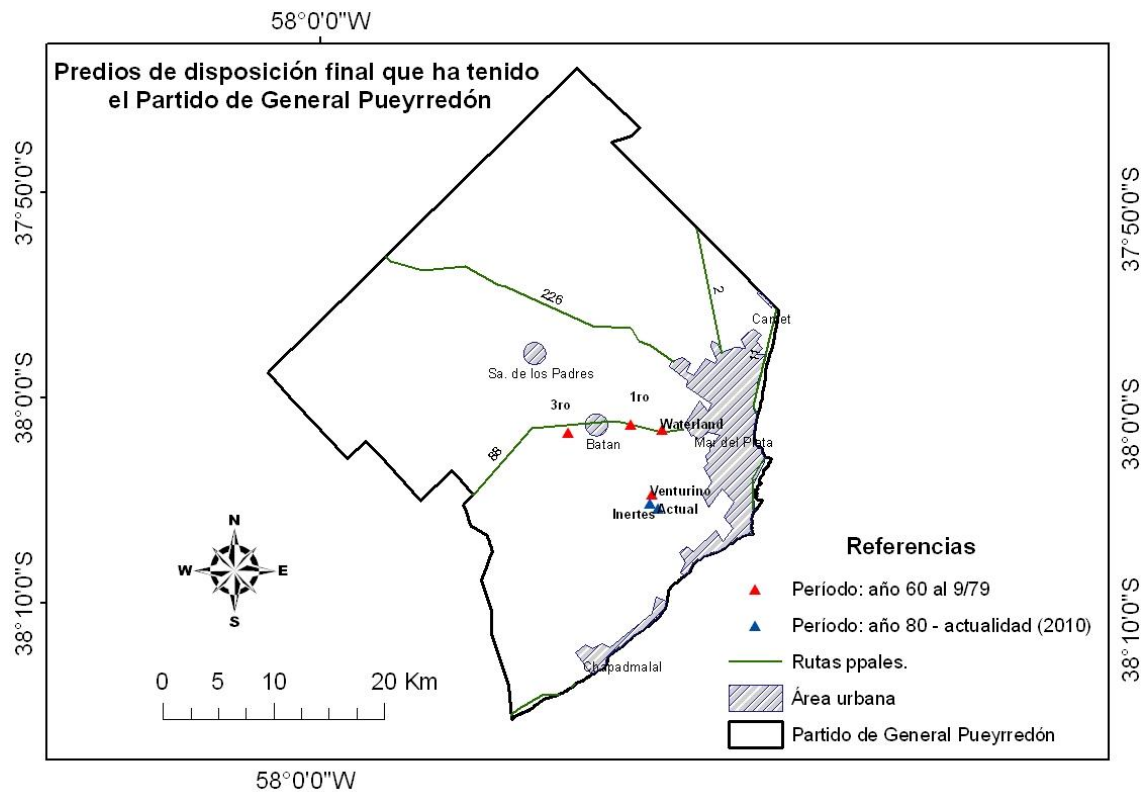 58°0'0"W
Predios de disposición final que ha tenido
el Partido de General Pueyrredón
37°50'0"S
37°50'0"S
2
226
Camet
11
Sa. de los Padres
38°0'0"S
38°0'0"S
3ro
1ro
Waterland
Batan
Mar del Plata
88
Venturino
Inertes
Actual
N
W
E
S
Referencias
Período: año 60 al 9/79
Período: año 80 - actualidad (2010)
Rutas ppales.
Área urbana
Partido de General Pueyrredón
38°10'0"S
38°10'0"S
Chapadmalal
0 5 10 20 Km
58°0'0"W